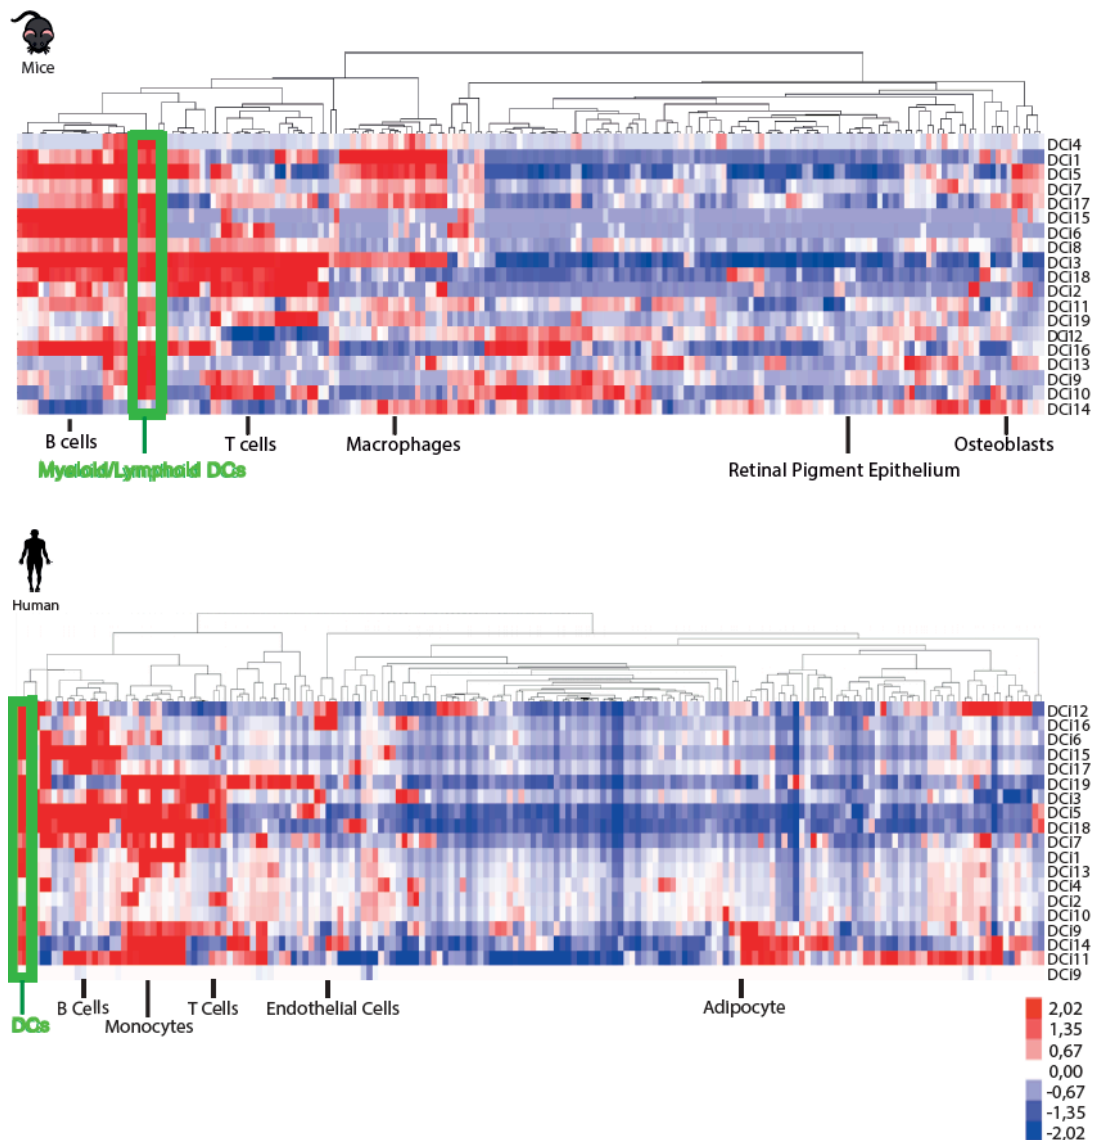 Mice
DCi4
DCi1
DCi5
DCi7
DCi17
DCi15
DCi6
DCi8
DCi3
DCi18
DCi2
DCi11
DCi19
DCi12
DCi16
DCi13
DCi9
DCi10
DCi14
B cells
T cells
Macrophages
Osteoblasts
Myeloid/Lymphoid DCs
Retinal Pigment Epithelium
Human
DCi12
DCi16
DCi6
DCi15
DCi17
DCi19
DCi3
DCi5
DCi18
DCi7
DCi1
DCi13
DCi4
DCi2
DCi10
DCi9
DCi14
DCi11
DCi9
B Cells
T Cells
Endothelial Cells
Adipocyte
DCs
Monocytes
2,02
1,35
0,67
0,00
-0,67
-1,35
-2,02